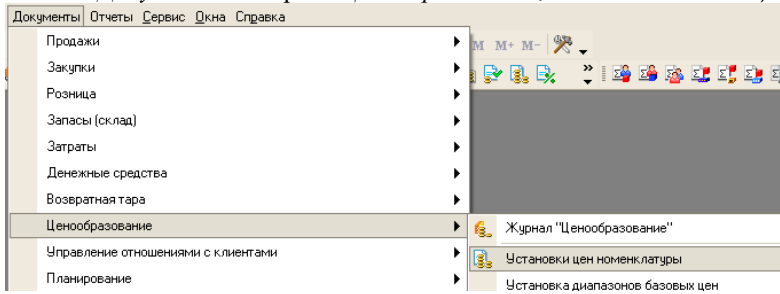 Документы Отчеты Сервис Окна Справка
M M+ M-
Продажи
Закупки
Розница
Запасы (склад)
Затраты
Денежные средства
Возвратная тара
Ценообразование
Журнал "Ценообразование"
Управление отношениями с клиентами
Установки цен номенклатуры
Планирование
Установка диапазонов базовых цен